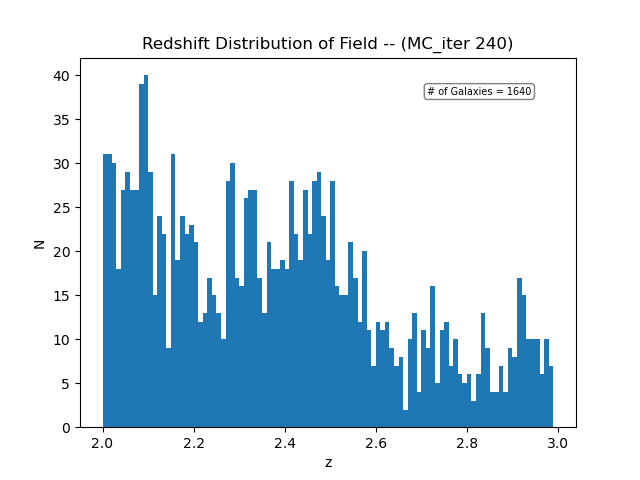 Redshift Distribution of Field -- (MC_iter 240)
# of Galaxies = 1640
N
40
35
30
25
20
15
10
5
0
2.0 2.2 2.4 2.6 2.8 3.0
z